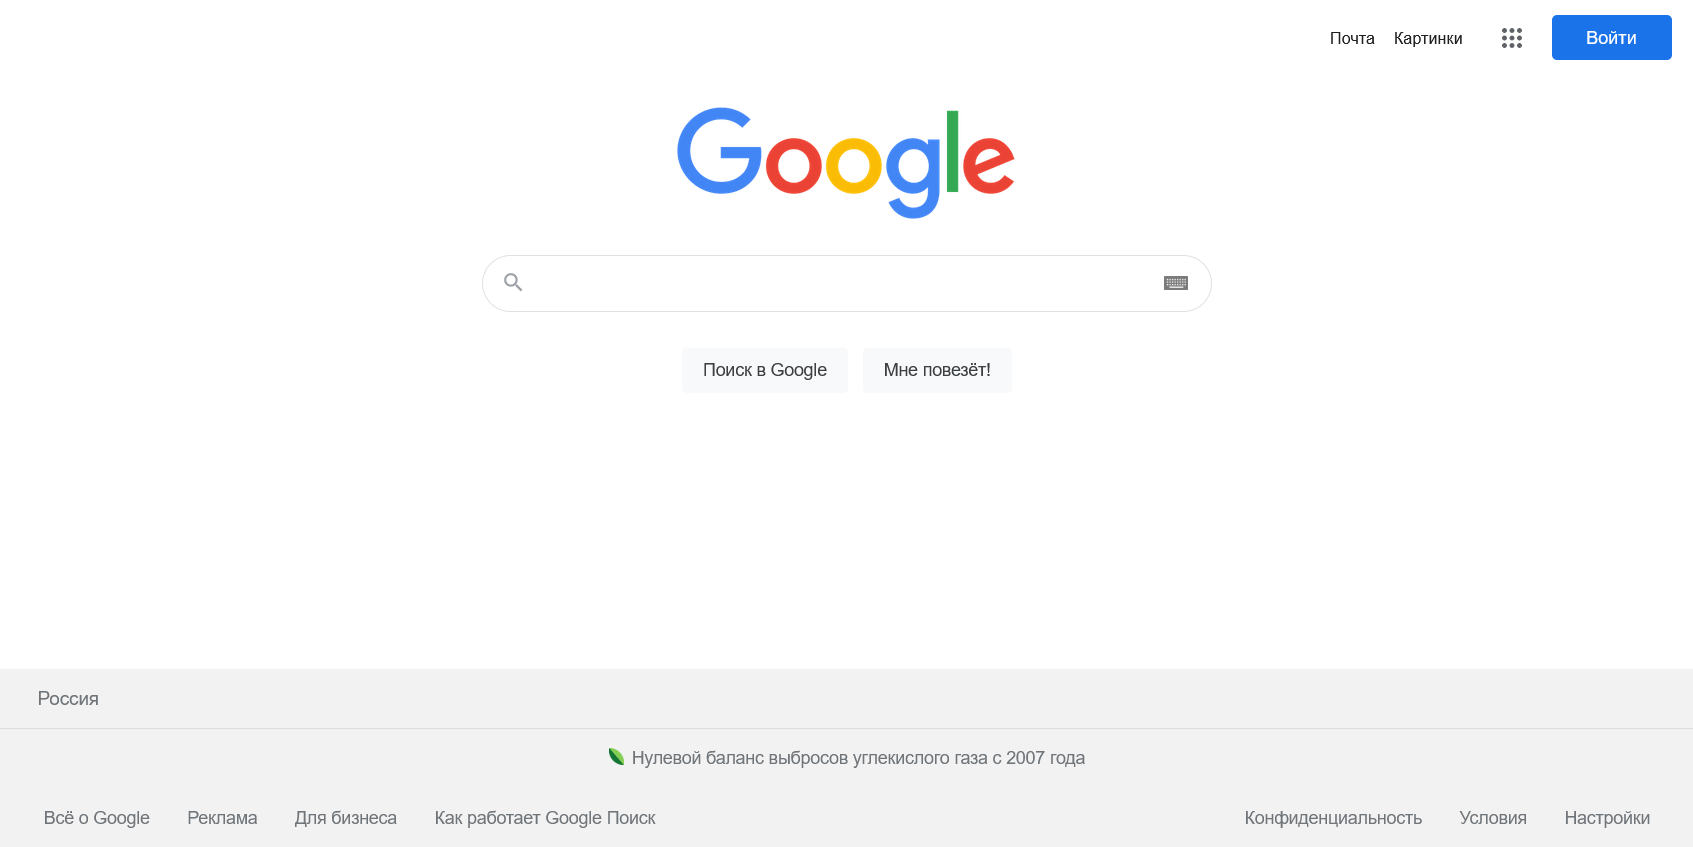 Почта Картинки Войти
Google
Поиск в Google Мне повезёт!
Россия
Нулевой баланс выбросов углекислого газа с 2007 года
Всё о Google Реклама Для бизнеса Как работает Google Поиск Конфиденциальность Условия Настройки